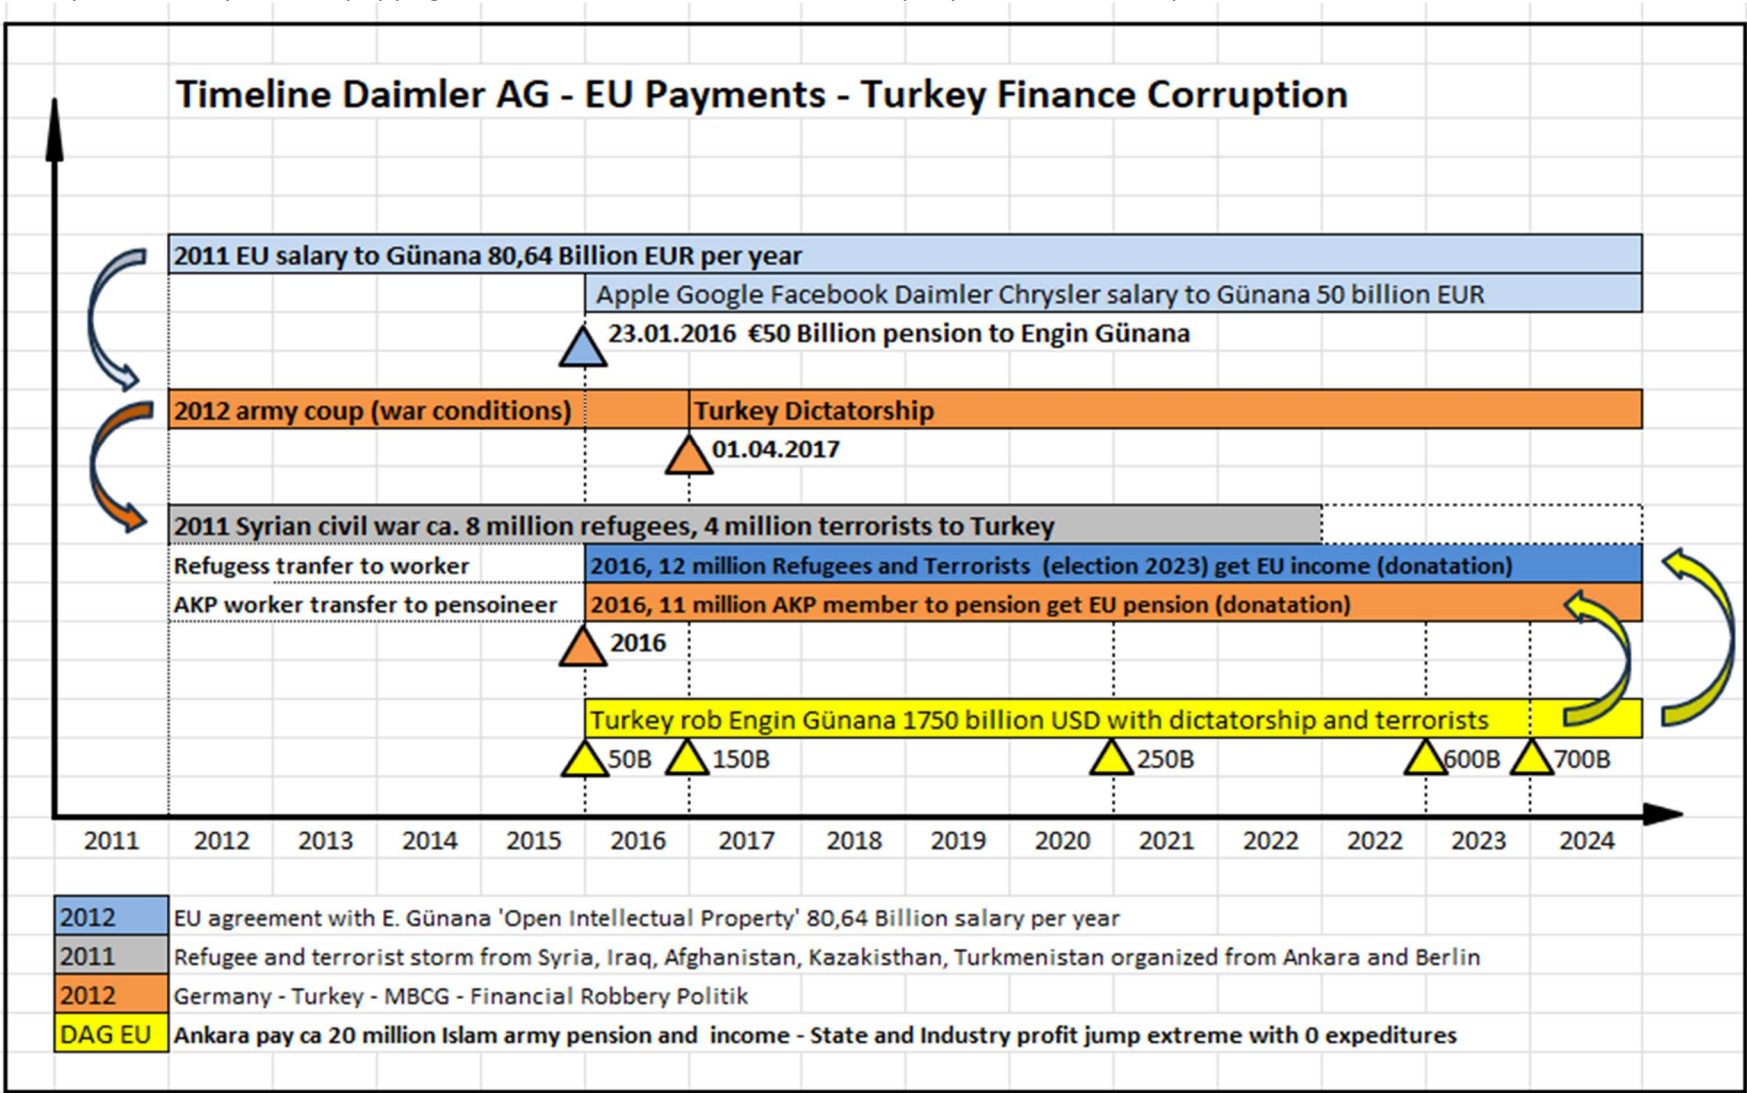 Timeline Daimler AG - EU Payments - Turkey Finance Corruption
2011 EU salary to Günana 80,64 Billion EUR per year
Apple Google Facebook Daimler Chrysler salary to Günana 50 billion EUR
23.01.2016 €50 Billion pension to Engin Günana
2012 army coup (war conditions)
Turkey Dictatorship
01.04.2017
2011 Syrian civil war ca. 8 million refugees, 4 million terrorists to Turkey
Refugess tranfer to worker
2016, 12 million Refugees and Terrorists (election 2023) get EU income (donatation)
AKP worker transfer to pensoineer
2016, 11 million AKP member to pension get EU pension (donatation)
2016
Turkey rob Engin Günana 1750 billion USD with dictatorship and terrorists
50B 150B 250B 600B 700B
2011 2012 2013 2014 2015 2016 2017 2018 2019 2020 2021 2022 2022 2023 2024
2012 EU agreement with E. Günana 'Open Intellectual Property' 80,64 Billion salary per year
2011 Refugee and terrorist storm from Syria, Iraq, Afghanistan, Kazakisthan, Turkmenistan organized from Ankara and Berlin
2012 Germany - Turkey - MBCG - Financial Robbery Politik
DAG EU Ankara pay ca 20 million Islam army pension and income - State and Industry profit jump extreme with 0 expeditures